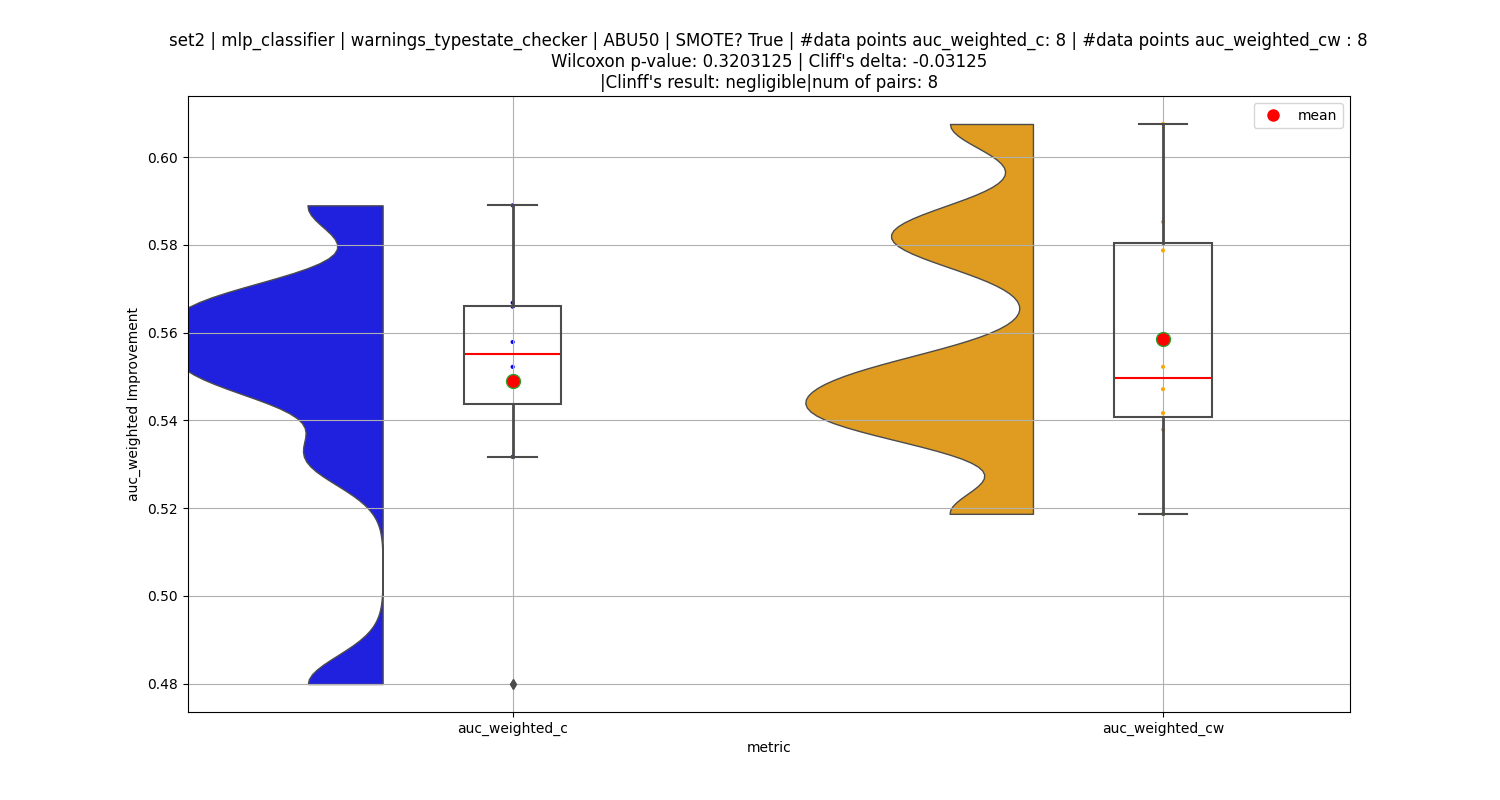 set2 | mlp_classifier | warnings_typestate_checker | ABU50 | SMOTE? True | #data points auc_weighted_c: 8 | #data points auc_weighted_cw : 8
Wilcoxon p-value: 0.3203125 | Cliff's delta: -0.03125
|Clinff's result: negligible|num of pairs: 8
mean
0.60
0.58
0.56
0.54
0.52
0.50
0.48
auc_weighted Improvement
auc_weighted_c
auc_weighted_cw
metric